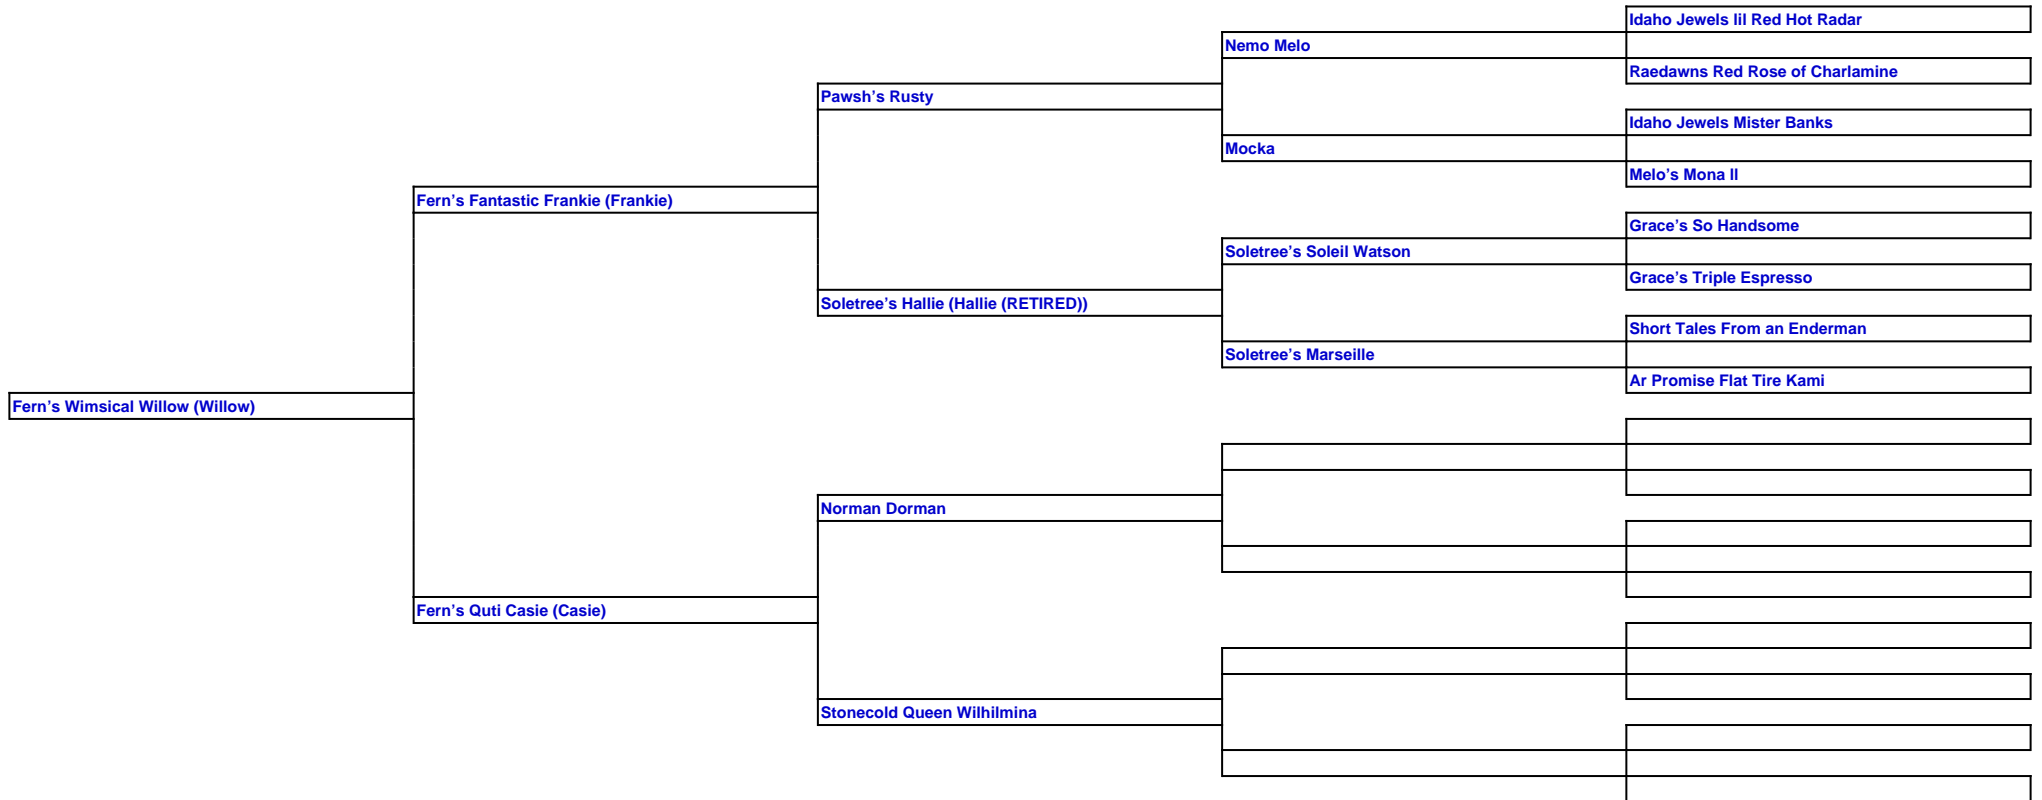 Idaho Jewels lil Red Hot Radar
Nemo Melo
Raedawns Red Rose of Charlamine
Pawsh's Rusty
Idaho Jewels Mister Banks
Mocka
Melo's Mona II
Fern's Fantastic Frankie (Frankie)
Grace's So Handsome
Soletree's Soleil Watson
Grace's Triple Espresso
Soletree's Hallie (Hallie (RETIRED))
Short Tales From an Enderman
Soletree's Marseille
Ar Promise Flat Tire Kami
Fern's Wimsical Willow (Willow)
Norman Dorman
Fern's Quti Casie (Casie)
Stonecold Queen Wilhilmina